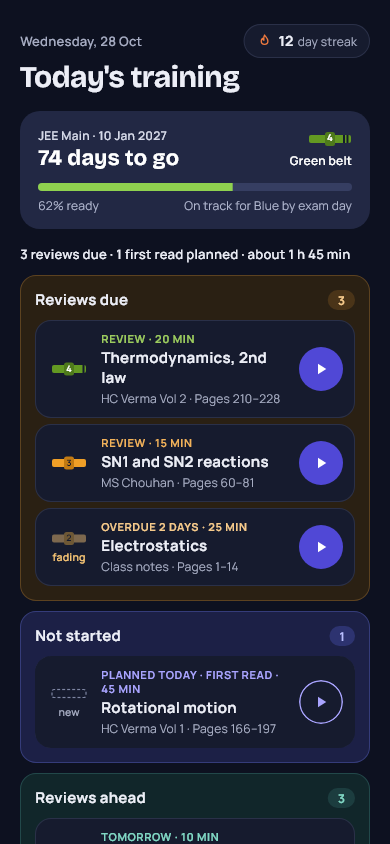 Wednesday, 28 Oct
12 day streak
Today's training
JEE Main · 10 Jan 2027
4
74 days to go
Green belt
62% ready
On track for Blue by exam day
3 reviews due · 1 first read planned · about 1 h 45 min
Reviews due
3
REVIEW · 20 MIN
4
Thermodynamics, 2nd
law
HC Verma Vol 2 · Pages 210–228
REVIEW · 15 MIN
3
SN1 and SN2 reactions
MS Chouhan · Pages 60–81
OVERDUE 2 DAYS · 25 MIN
2
Electrostatics
fading
Class notes · Pages 1–14
Not started
1
PLANNED TODAY · FIRST READ ·
45 MIN
new
Rotational motion
HC Verma Vol 1 · Pages 166–197
Reviews ahead
3
TOMORROW · 10 MIN